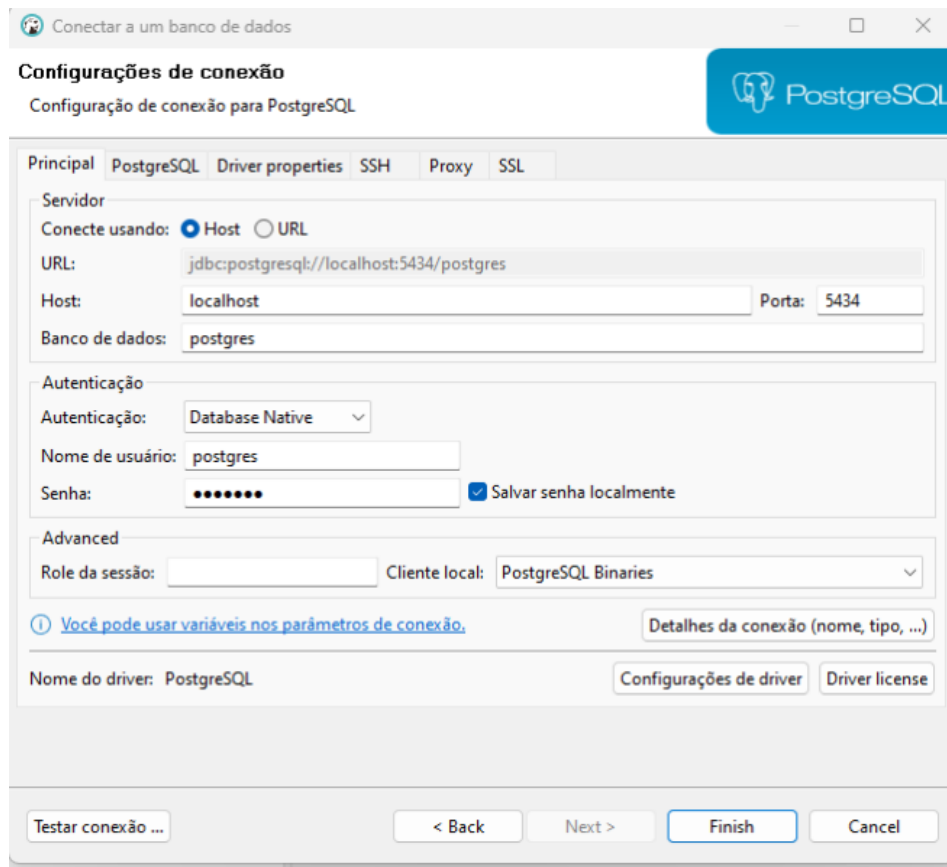 Conectar a um banco de dados
Configurações de conexão
Configuração de conexão para PostgreSQL
PostgreSQL
Principal PostgreSQL Driver properties SSH Proxy SSL
Servidor
Conecte usando: Host URL
URL: jdbc:postgresql://localhost:5434/postgres
Host: localhost Porta: 5434
Banco de dados: postgres
Autenticação
Autenticação: Database Native
Nome de usuário: postgres
Senha: ••••••• Salvar senha localmente
Advanced
Role da sessão: Cliente local: PostgreSQL Binaries
Você pode usar variáveis nos parâmetros de conexão. Detalhes da conexão (nome, tipo, ...)
Nome do driver: PostgreSQL Configurações de driver Driver license
Testar conexão ... < Back Next > Finish Cancel